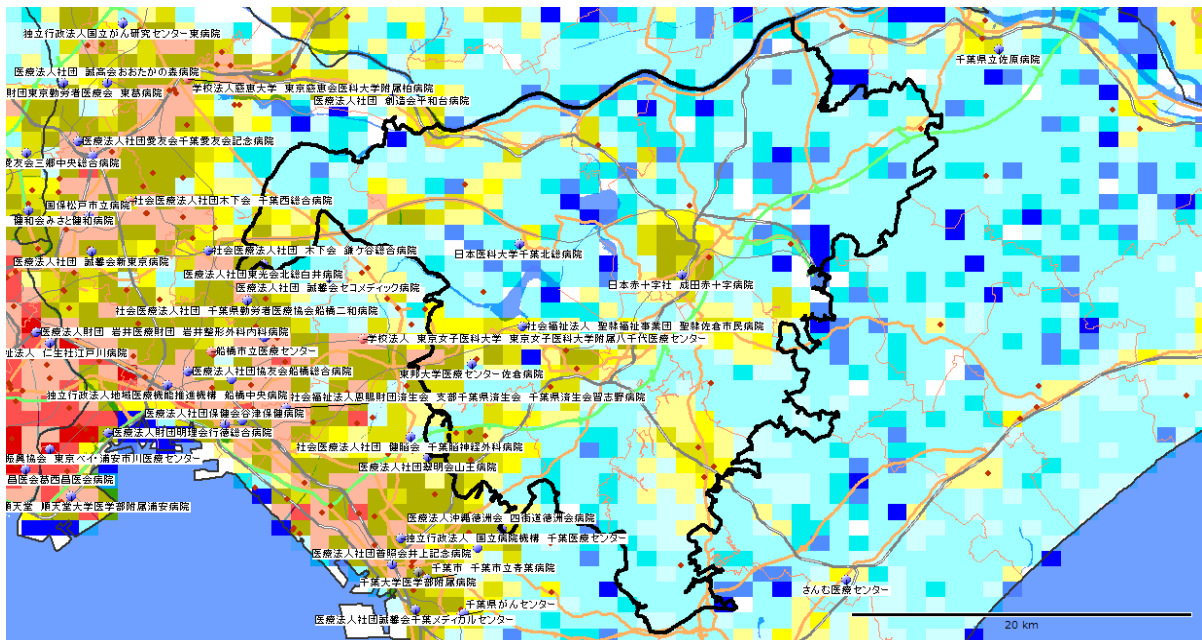 独立行政法人国立がん研究センター東病院
千葉県立佐原病院
医療法人社団 誠高会おおたかの森病院
財団東京勤労者医療会 東葛病院
学校法人慈恵大学 東京慈恵会医科大学附属柏病院
医療法人社団 創造会平和台病院
医療法人社団愛友会千葉愛友会記念病院
愛友会三郷中央総合病院
社会医療法人社団木下会 千葉西総合病院
国保松戸市立病院
健和会みさと健和病院
社会医療法人社団 木下会 鎌ケ谷総合病院
日本医科大学千葉北総病院
医療法人社団 誠馨会新東京病院
医療法人社団東光会北総白井病院
医療法人社団 誠馨会セコメディック病院
日本赤十字社 成田赤十字病院
社会医療法人社団 千葉県勤労者医療協会船橋二和病院
社会福祉法人 聖隷福祉事業団 聖隷佐倉市民病院
医療法人財団 岩井医療財団 岩井整形外科内科病院
学校法人 東京女子医科大学 東京女子医科大学附属八千代医療センター
祉法人 仁生社江戸川病院
船橋市立医療センター
医療法人社団協友会船橋総合病院
東邦大学医療センター佐倉病院
独立行政法人地域医療機能推進機構 船橋中央病院
社会福祉法人恩賜財団済生会 支部千葉県済生会 千葉県済生会習志野病院
医療法人社団保健会谷津保健病院
医療法人財団明理会行徳総合病院
社会医療法人社団 健脳会 千葉脳神経外科病院
振興協会 東京ベイ・浦安市川医療センター
医療法人社団翠明会山王病院
昌医会葛西昌医会病院
順天堂 順天堂大学医学部附属浦安病院
医療法人沖縄徳洲会 四街道徳洲会病院
独立行政法人 国立病院機構 千葉医療センター
医療法人社団普照会井上記念病院
千葉市 千葉市立青葉病院
千葉大学医学部附属病院
さんむ医療センター
千葉県がんセンター
医療法人社団誠馨会千葉メディカルセンター
20 km